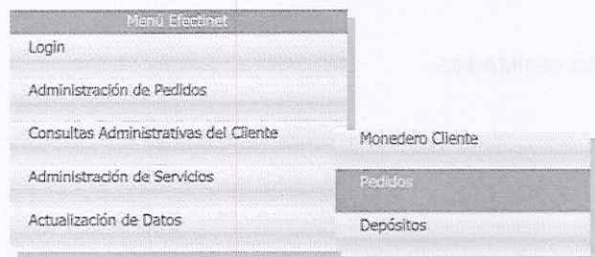 Menú Efectinet
Login
Administración de Pedidos
Consultas Administrativas del Cliente
Administración de Servicios
Actualización de Datos
Monedero Cliente
Pedidos
Depósitos